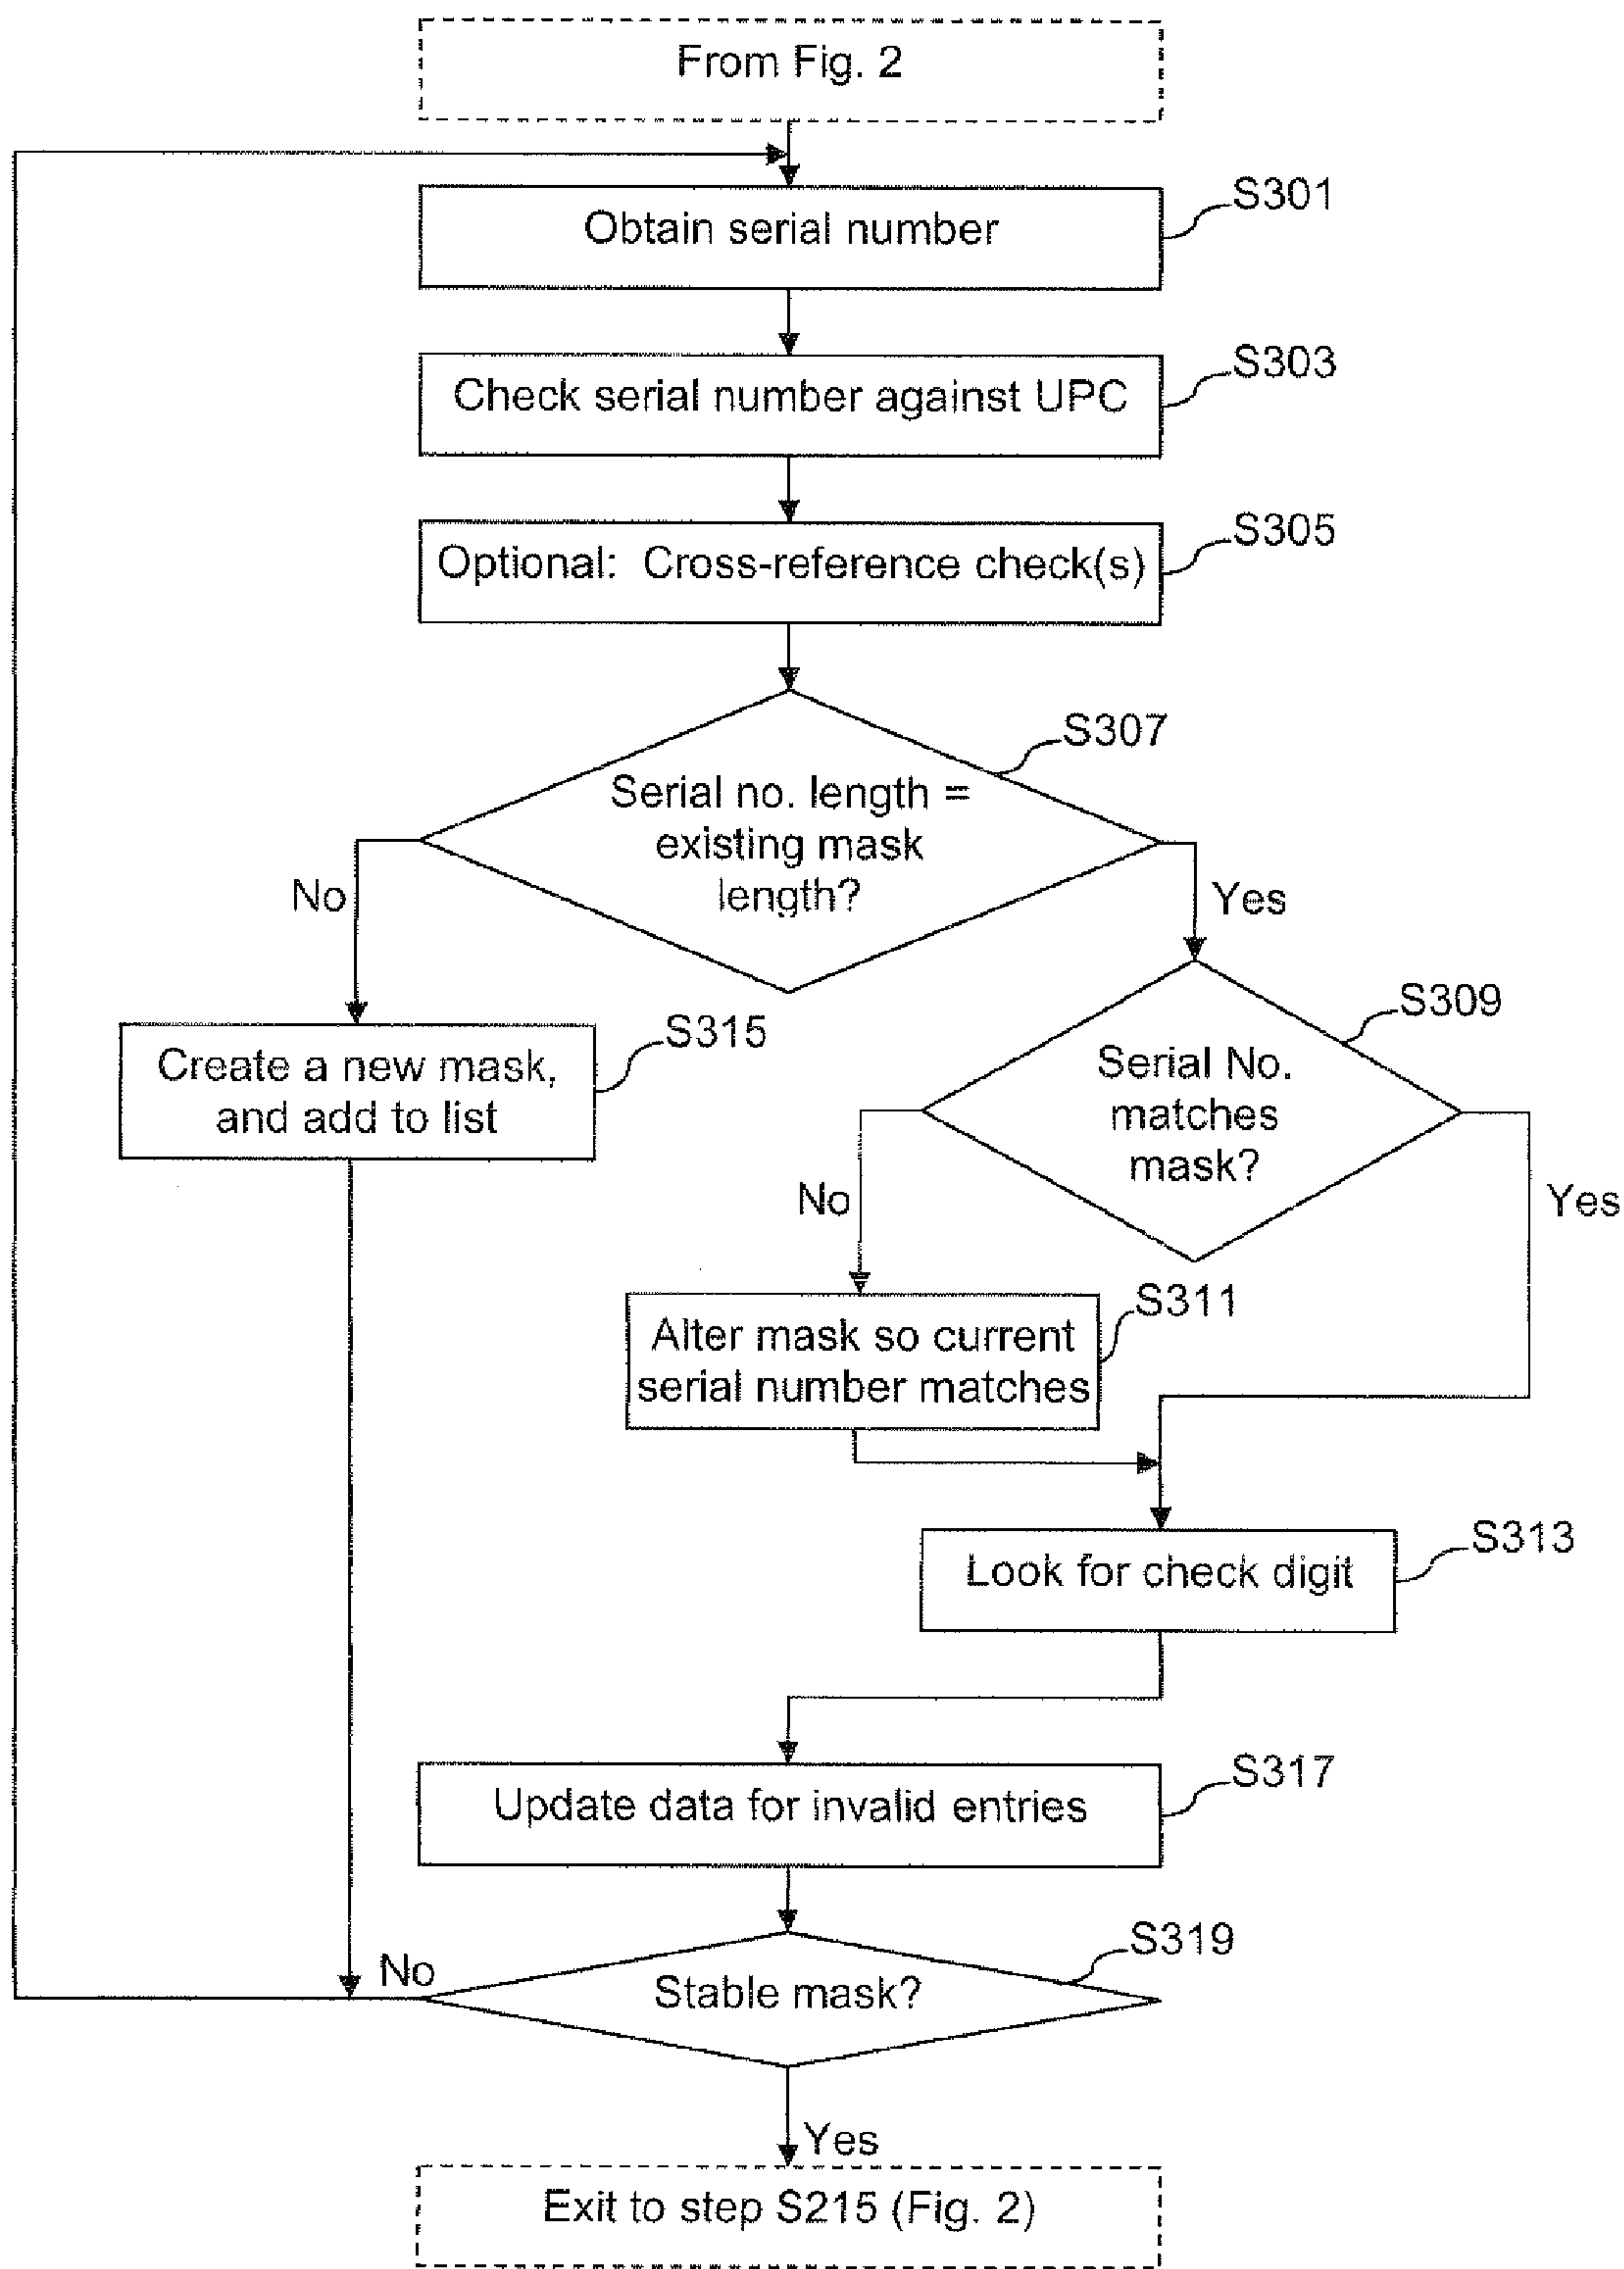 From Fig. 2
S301
Obtain serial number
S303
Check serial number against UPC
S305
Optional: Cross-reference check(s)
S307
Serial no. length =
existing mask
length?
No
Yes
S309
S315
Create a new mask,
and add to list
Serial No.
matches
mask?
No
Yes
S311
Alter mask so current
serial number matches
S313
Look for check digit
S317
Update data for invalid entries
S319
No
Stable mask?
Yes
Exit to step S215 (Fig. 2)